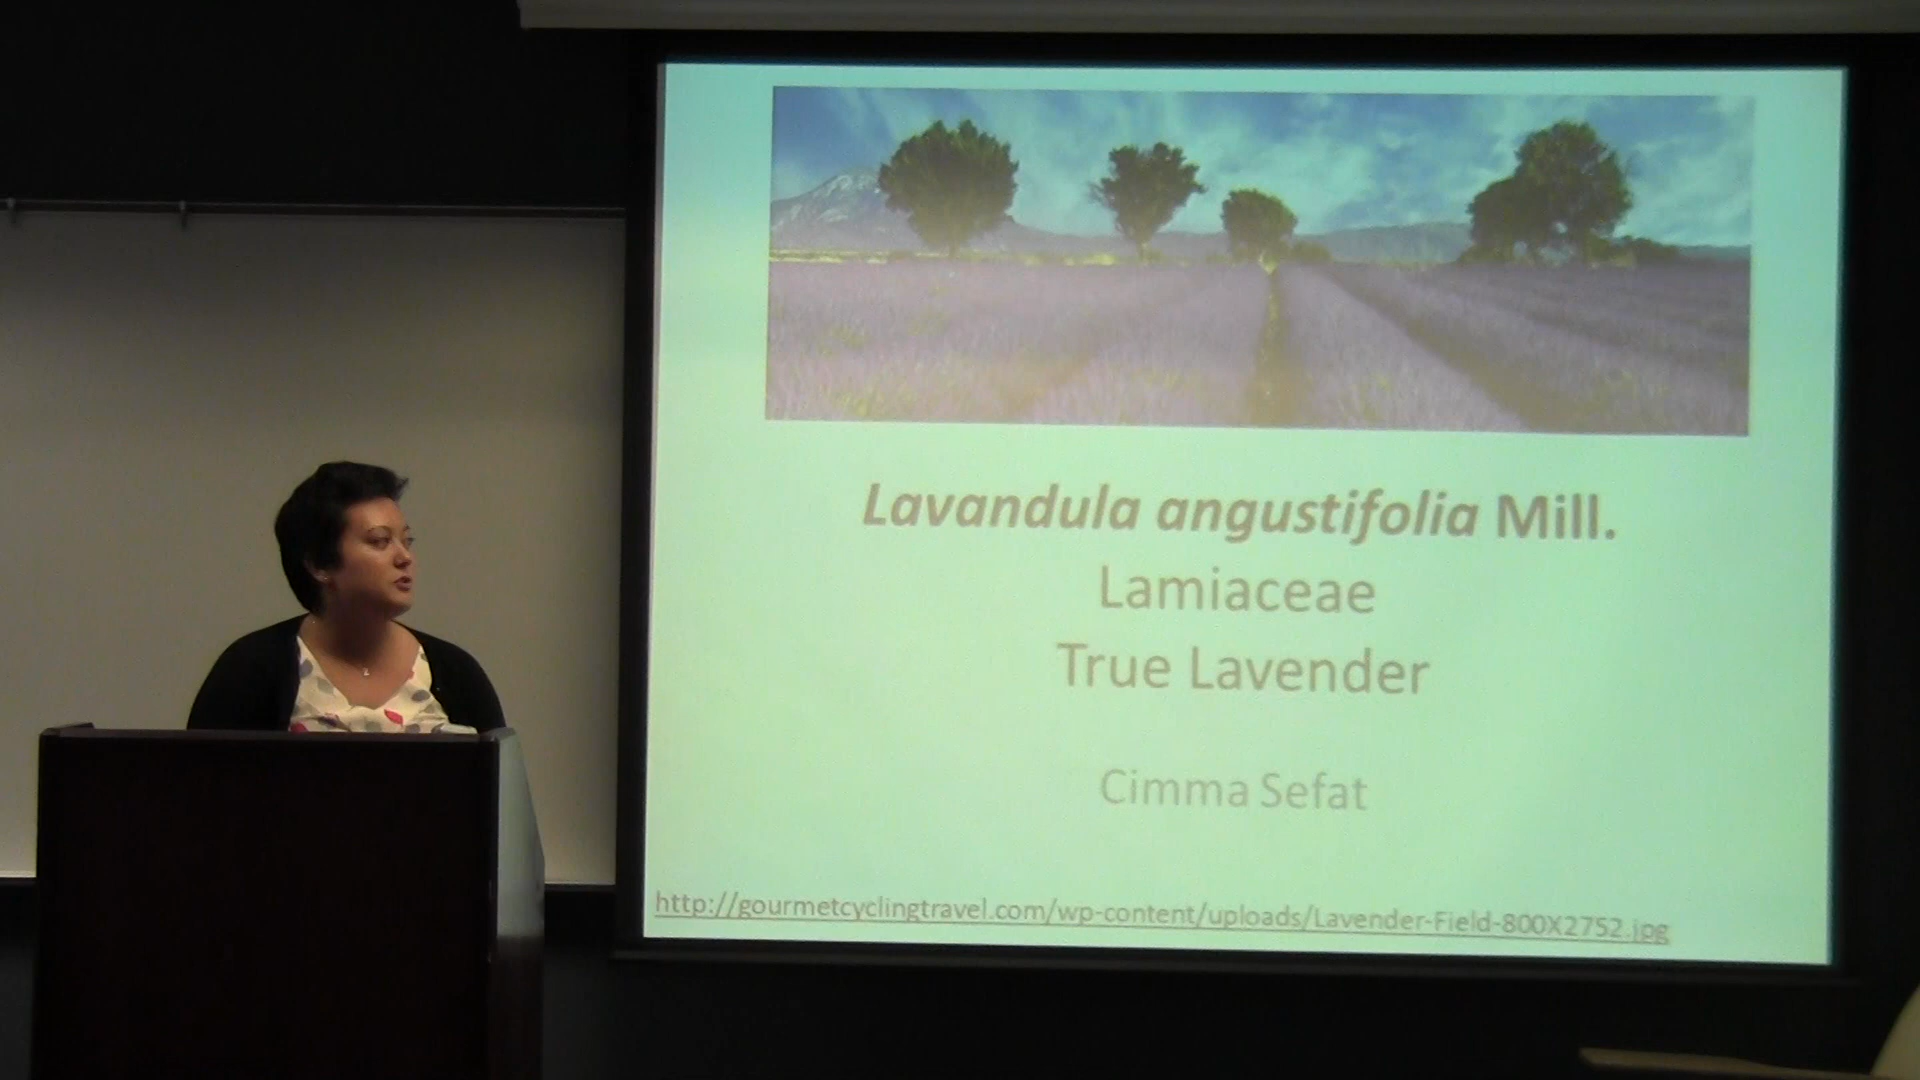 Lavandula angustifolia Mill.
Lamiaceae
True Lavender
Cimma Sefat
http://gourmetcyclingtravel.com/wp-content/uploads/Lavender-Field-800X2752.jpg